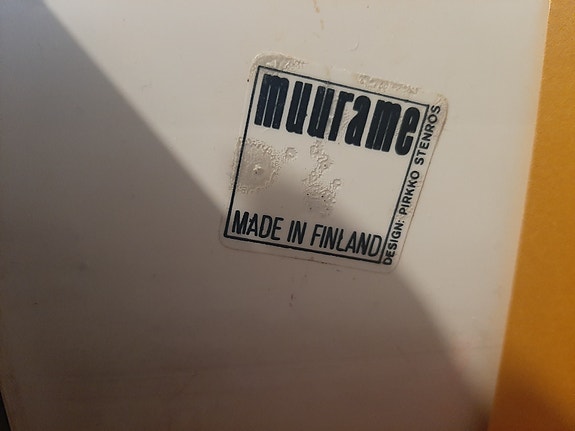 muurame
MADE IN FINLAND
DESIGN: PIRKKO STENROS